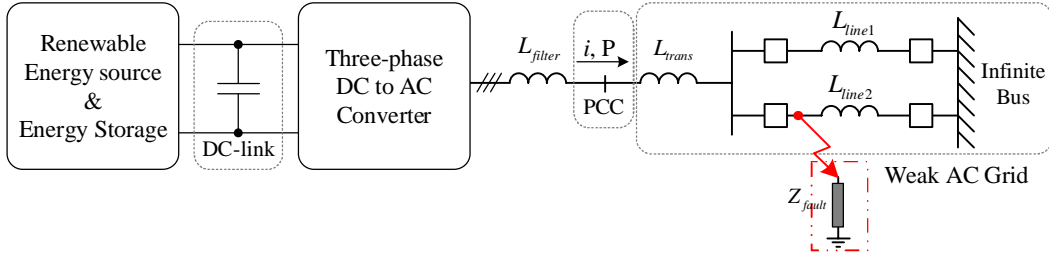 Renewable
Energy source
&
Energy Storage
DC-link
Three-phase
DC to AC
Converter
L_filter
i, P
PCC
L_trans
L_line1
L_line2
Infinite
Bus
Weak AC Grid
Z_fault